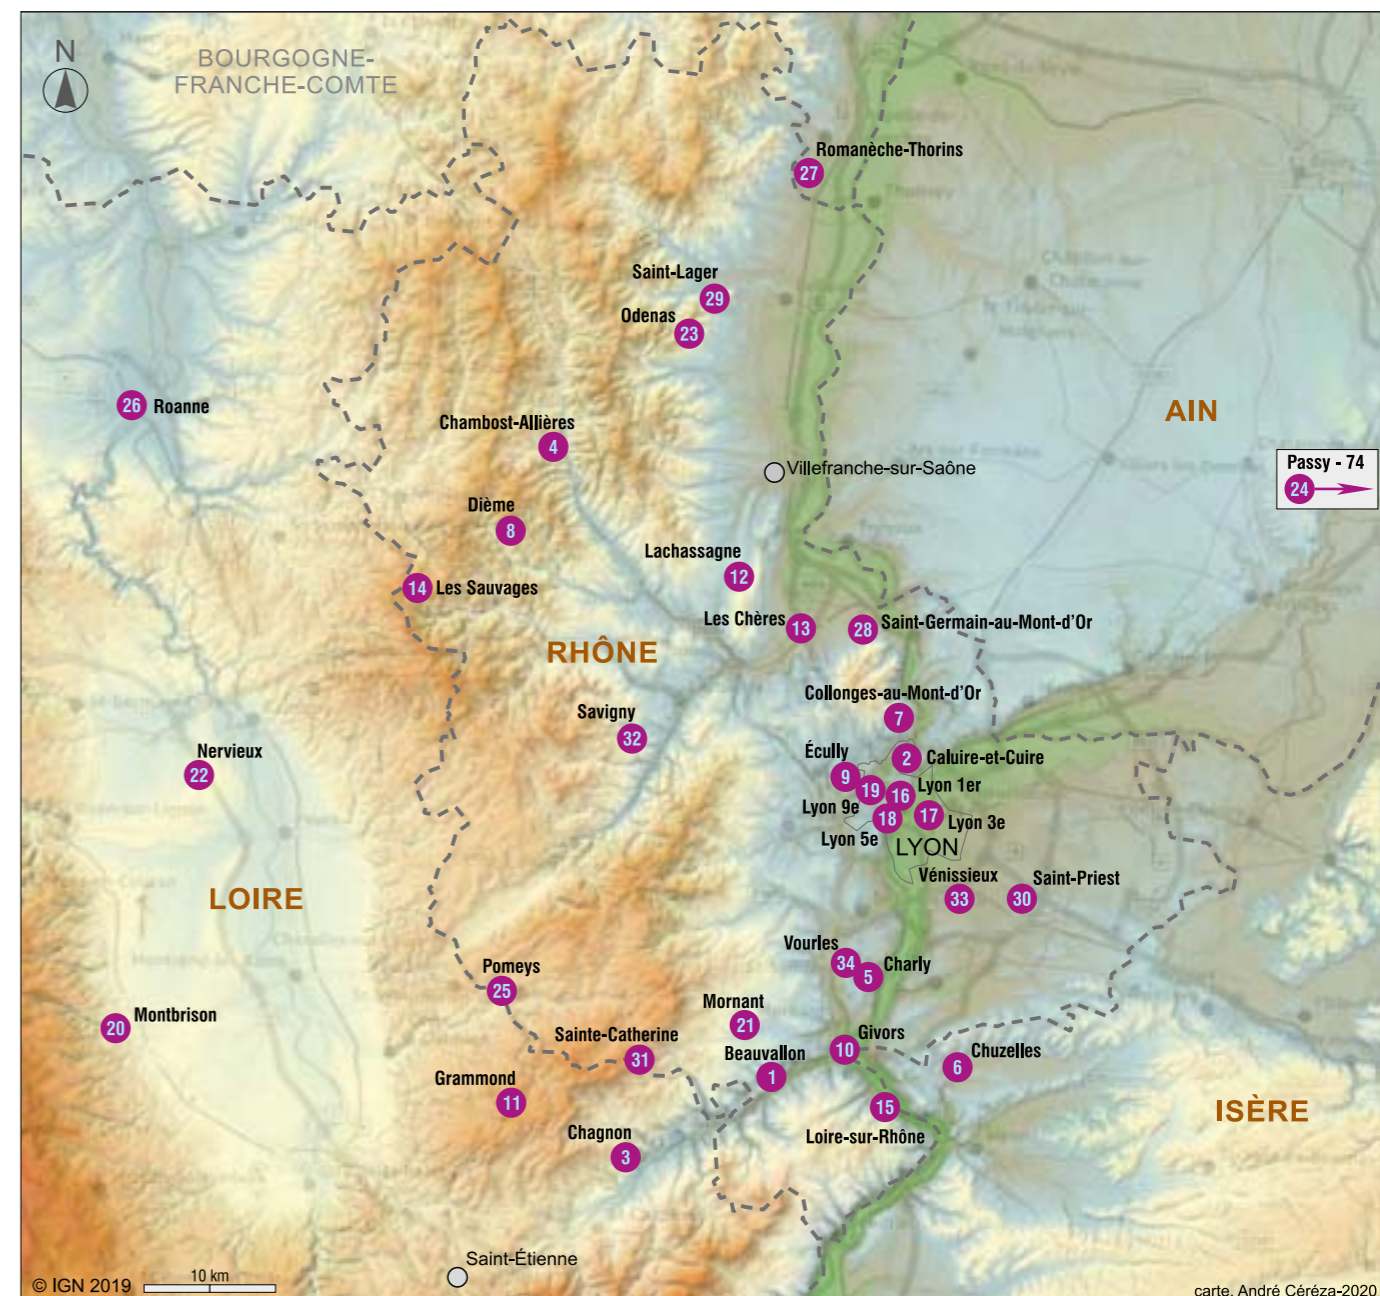 N
BOURGOGNE-
FRANCHE-COMTE
Romanèche-Thorins
27
Saint-Lager
29
Odenas
23
26
Roanne
AIN
Chambost-Allières
4
Villefranche-sur-Saône
Passy - 74
24
Dième
8
Lachassagne
12
14
Les Sauvages
Les Chères
13
28
Saint-Germain-au-Mont-d'Or
RHÔNE
Collonges-au-Mont-d'Or
7
Savigny
32
Nervieux
22
Écully
9
2
Caluire-et-Cuire
19
16
Lyon 1er
Lyon 9e
18
17
Lyon 3e
Lyon 5e
LYON
Vénissieux
33
Saint-Priest
30
LOIRE
Vourles
34
5
Charly
Pomeys
25
Montbrison
20
Mornant
21
Sainte-Catherine
31
Givors
10
Beauvallon
1
Chuzelles
6
Grammond
11
15
Loire-sur-Rhône
ISÈRE
Chagnon
3
Saint-Étienne
© IGN 2019
10 km
carte. André Céréza-2020